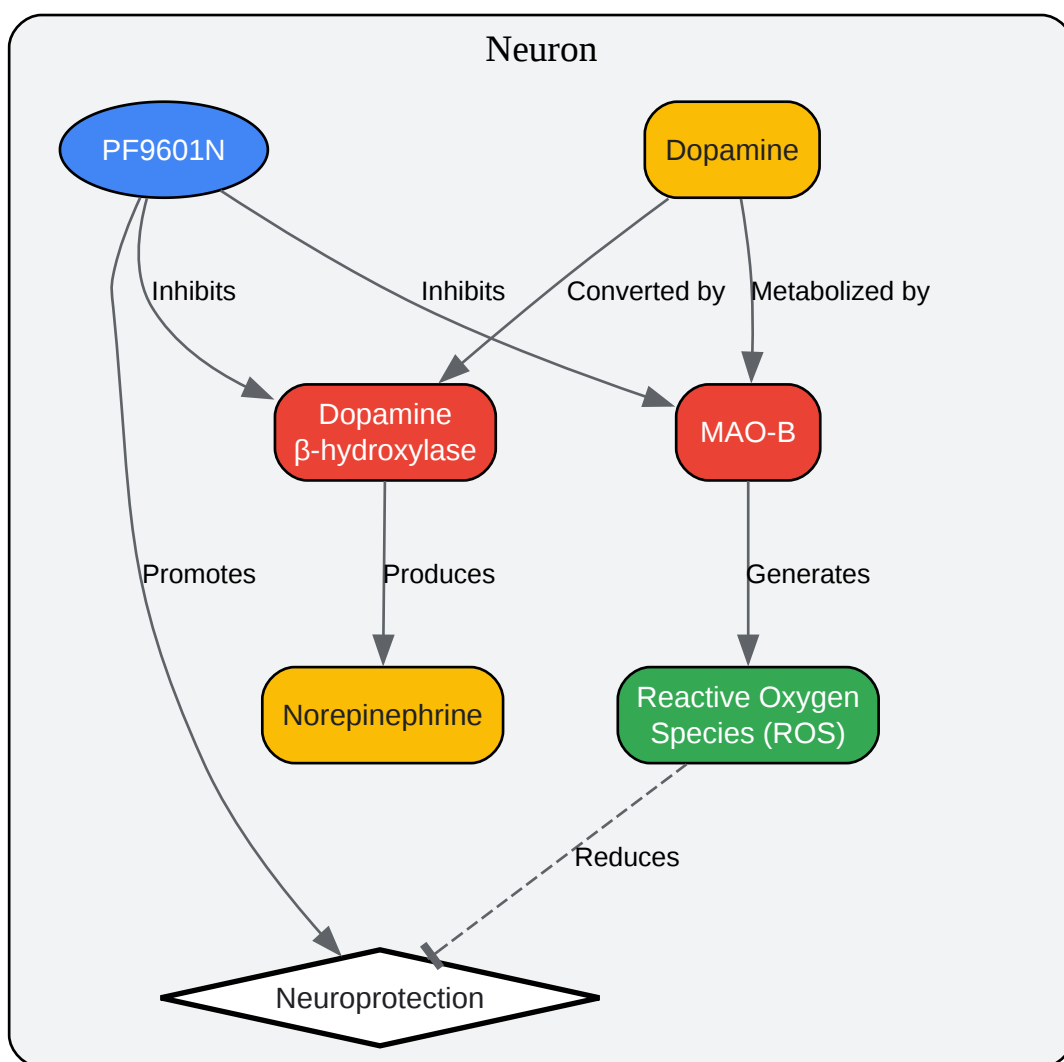 Neuron
PF9601N
Dopamine
Inhibits
Inhibits
Converted by
Metabolized by
Dopamine
β-hydroxylase
MAO-B
Promotes
Produces
Generates
Norepinephrine
Reactive Oxygen
Species (ROS)
Reduces
Neuroprotection